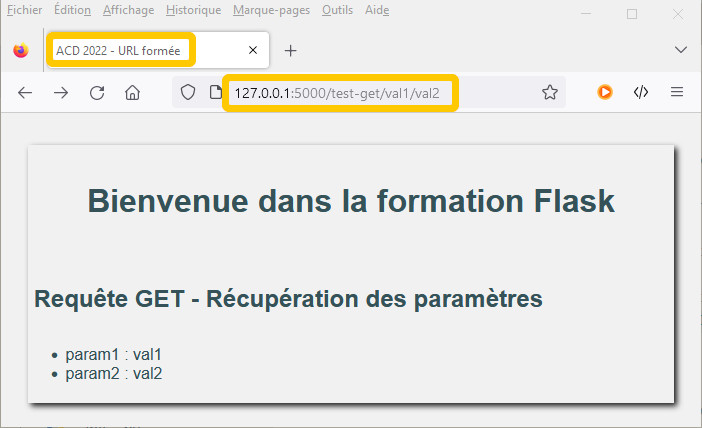 Fichier Édition Affichage Historique Marque-pages Outils Aide
ACD 2022 - URL formée
127.0.0.1:5000/test-get/val1/val2
Bienvenue dans la formation Flask
Requête GET - Récupération des paramètres
param1 : val1
param2 : val2